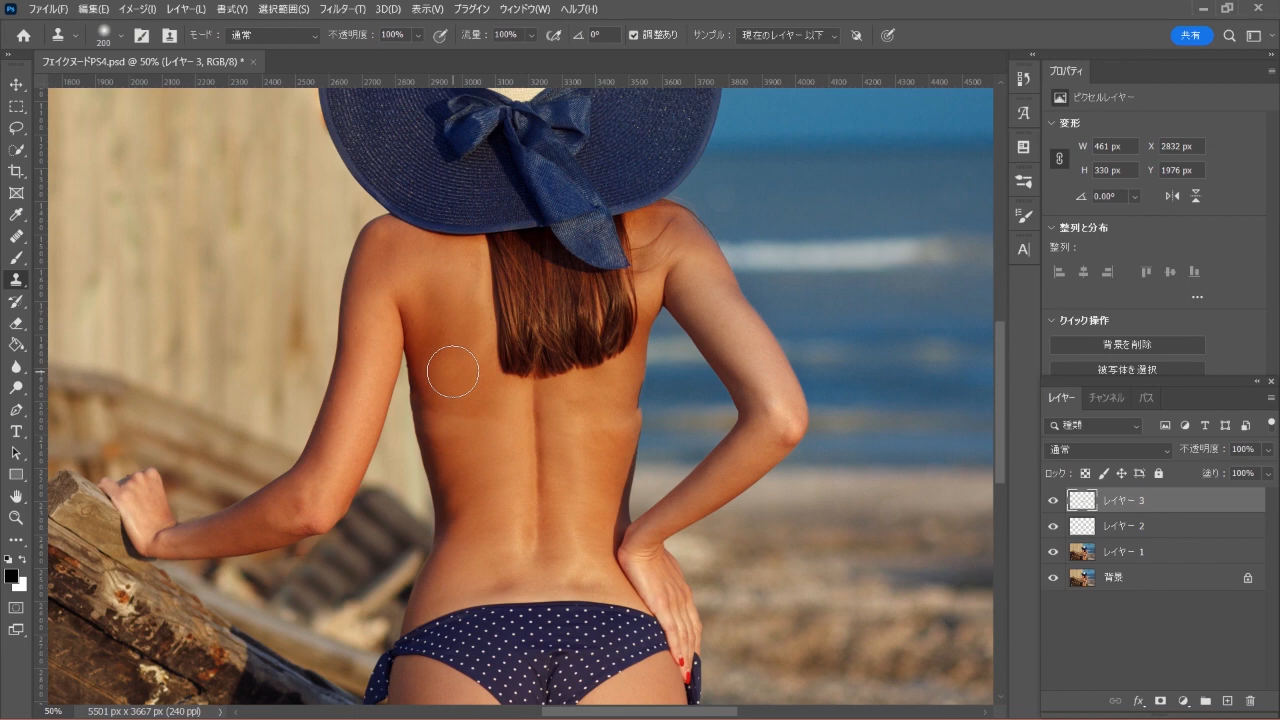 Ps ファイル(F) 編集(E) イメージ(I) レイヤー(L) 書式(Y) 選択範囲(S) フィルター(T) 3D(D) 表示(V) プラグイン ウィンドウ(W) ヘルプ(H)
200 モード： 通常 不透明度： 100% 流量： 100% 0° 調整あり サンプル： 現在のレイヤー以下 共有
フェイクヌードPS4.psd @ 50% (レイヤー 3, RGB/8) *
1800 1900 2000 2100 2200 2300 2400 2500 2600 2700 2800 2900 3000 3100 3200 3300 3400 3500 3600 3700 3800 3900 4000 4100 4200 4300 4400 4500
プロパティ
ピクセルレイヤー
変形
W 461 px X 2832 px
H 330 px Y 1976 px
0.00°
整列と分布
整列：
クイック操作
背景を削除
被写体を選択
レイヤー チャンネル パス
種類
通常 不透明度： 100%
ロック： 塗り： 100%
レイヤー 3
レイヤー 2
レイヤー 1
背景
50% 5501 px x 3667 px (240 ppi)